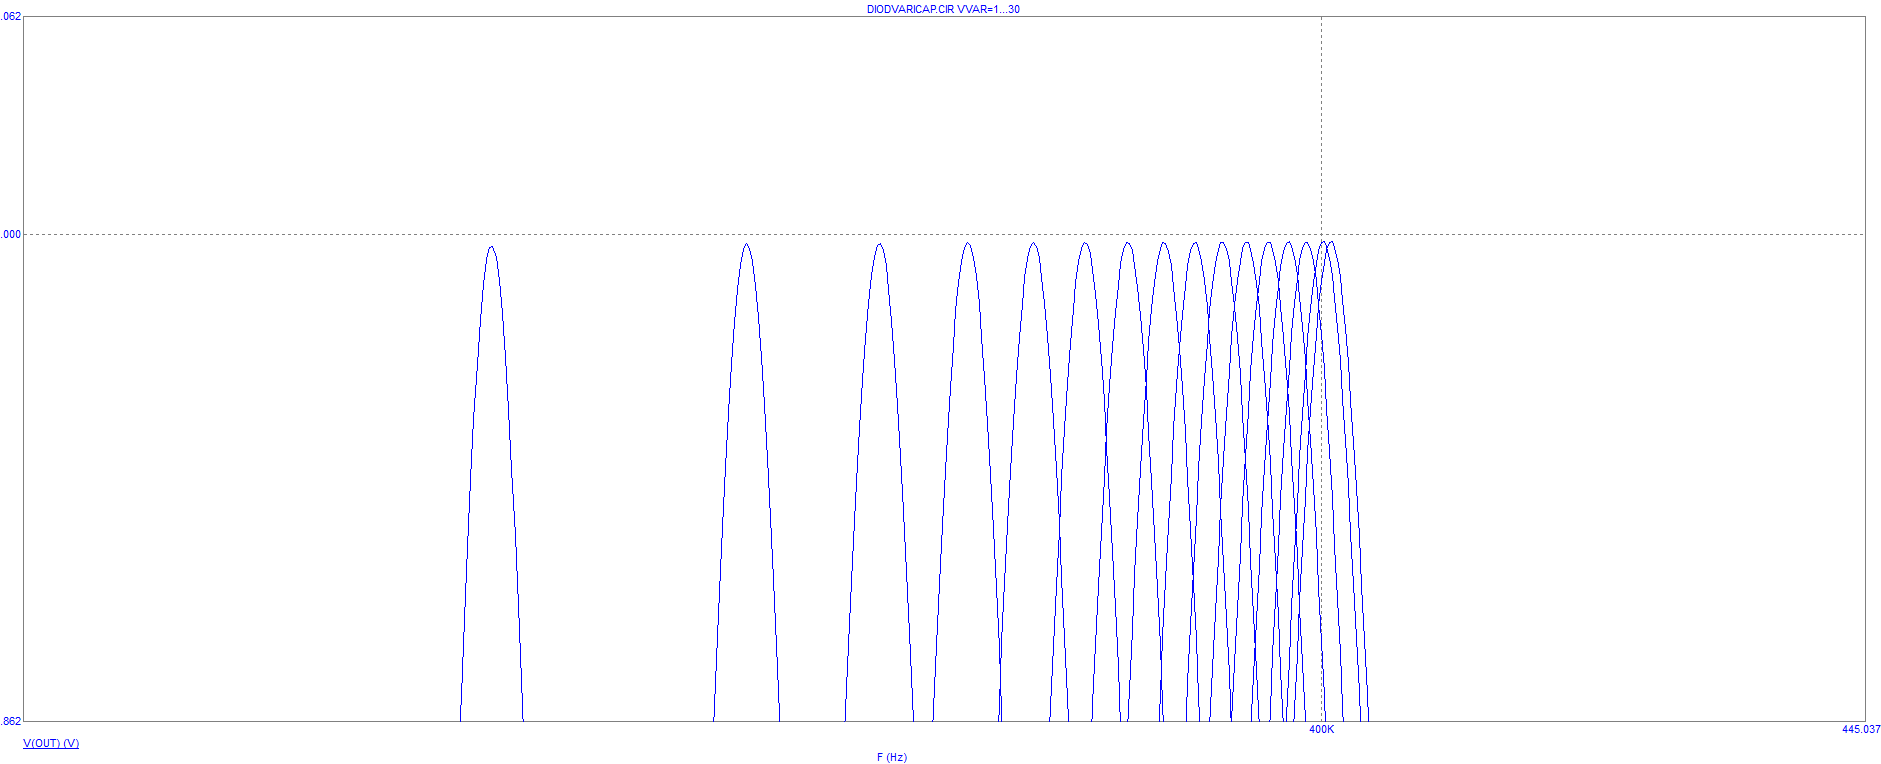 DIODVARICAP.CIR VVAR=1...30
.062
.000
.862
400K
445.037
V(OUT) (V)
F (Hz)